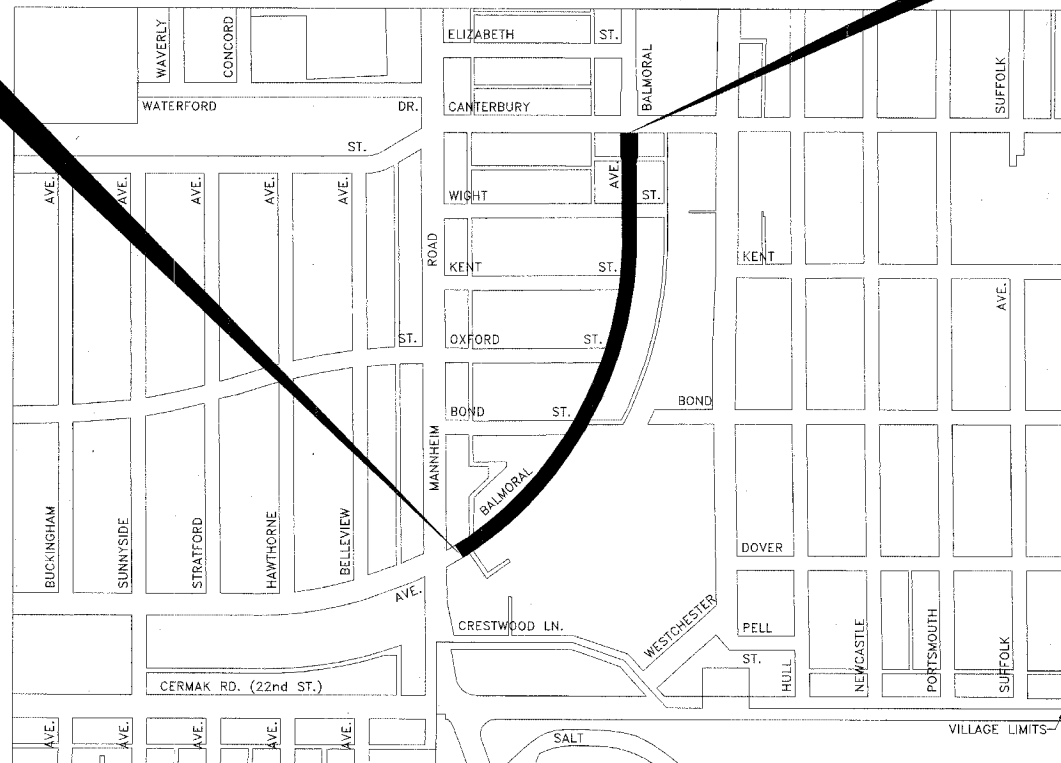 WAVERLY
CONCORD
ELIZABETH ST.
BALMORAL
SUFFOLK
WATERFORD DR.
CANTERBURY
ST.
AVE.
AVE.
AVE.
AVE.
AVE.
WIGHT ST.
AVE.
ROAD
KENT ST.
KENT
AVE.
ST.
OXFORD ST.
BOND ST.
BOND
MANNHEIM
BALMORAL
BUCKINGHAM
SUNNYSIDE
STRATFORD
HAWTHORNE
BELLEVIEW
DOVER
AVE.
CRESTWOOD LN.
WESTCHESTER
PELL
ST.
HULL
NEWCASTLE
PORTSMOUTH
SUFFOLK
CERMAK RD. (22nd ST.)
AVE.
AVE.
AVE.
AVE.
AVE.
SALT
VILLAGE LIMITS